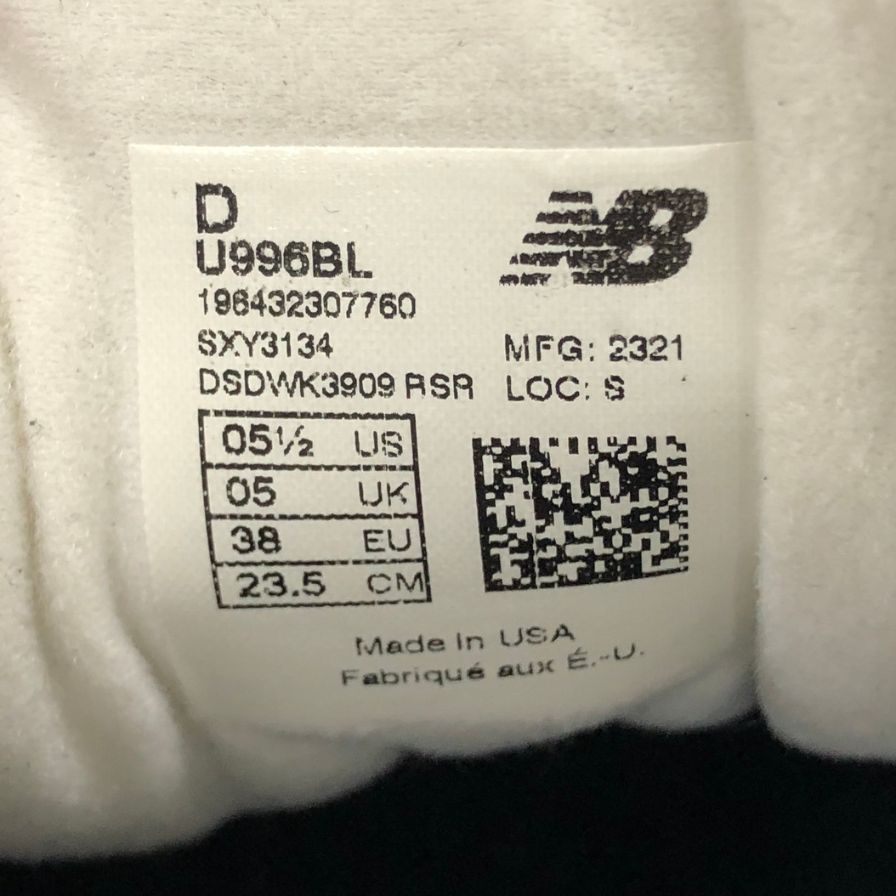 D
U996BL
NB
196432307760
SXY3134
MFG: 2321
DSDWK3909 RSR
LOC: S
05½ US
05 UK
38 EU
23.5 CM
Made in USA
Fabriqué aux É.-U.